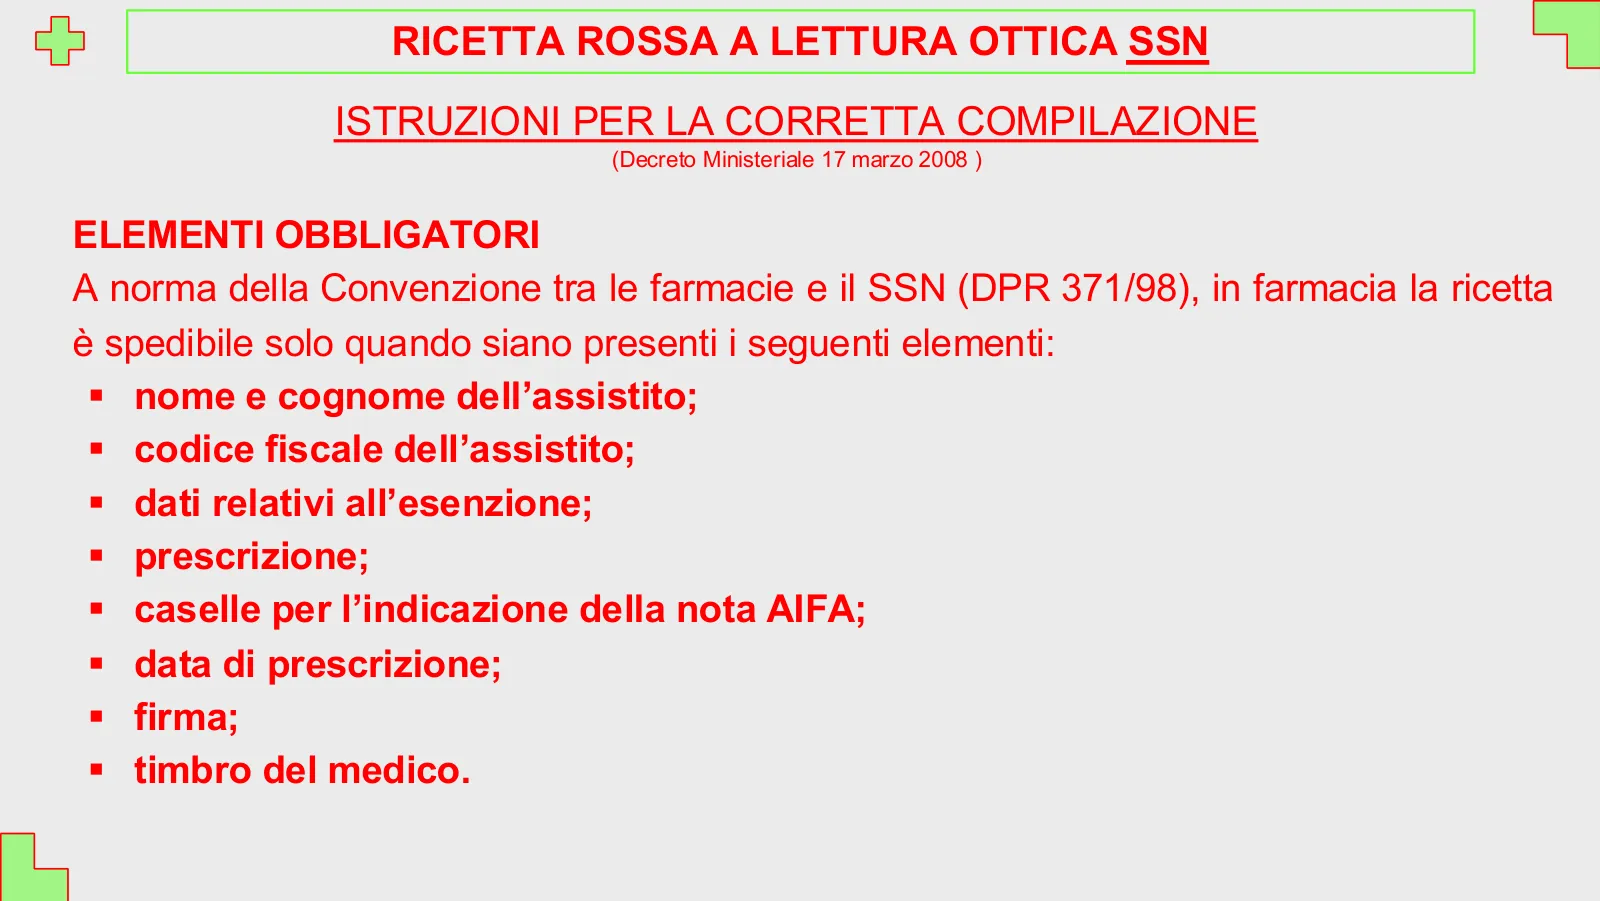 RICETTA ROSSA A LETTURA OTTICA SSN
ISTRUZIONI PER LA CORRETTA COMPILAZIONE
(Decreto Ministeriale 17 marzo 2008 )
ELEMENTI OBBLIGATORI
A norma della Convenzione tra le farmacie e il SSN (DPR 371/98), in farmacia la ricetta
è spedibile solo quando siano presenti i seguenti elementi:
▪ nome e cognome dell’assistito;
▪ codice fiscale dell’assistito;
▪ dati relativi all’esenzione;
▪ prescrizione;
▪ caselle per l’indicazione della nota AIFA;
▪ data di prescrizione;
▪ firma;
▪ timbro del medico.